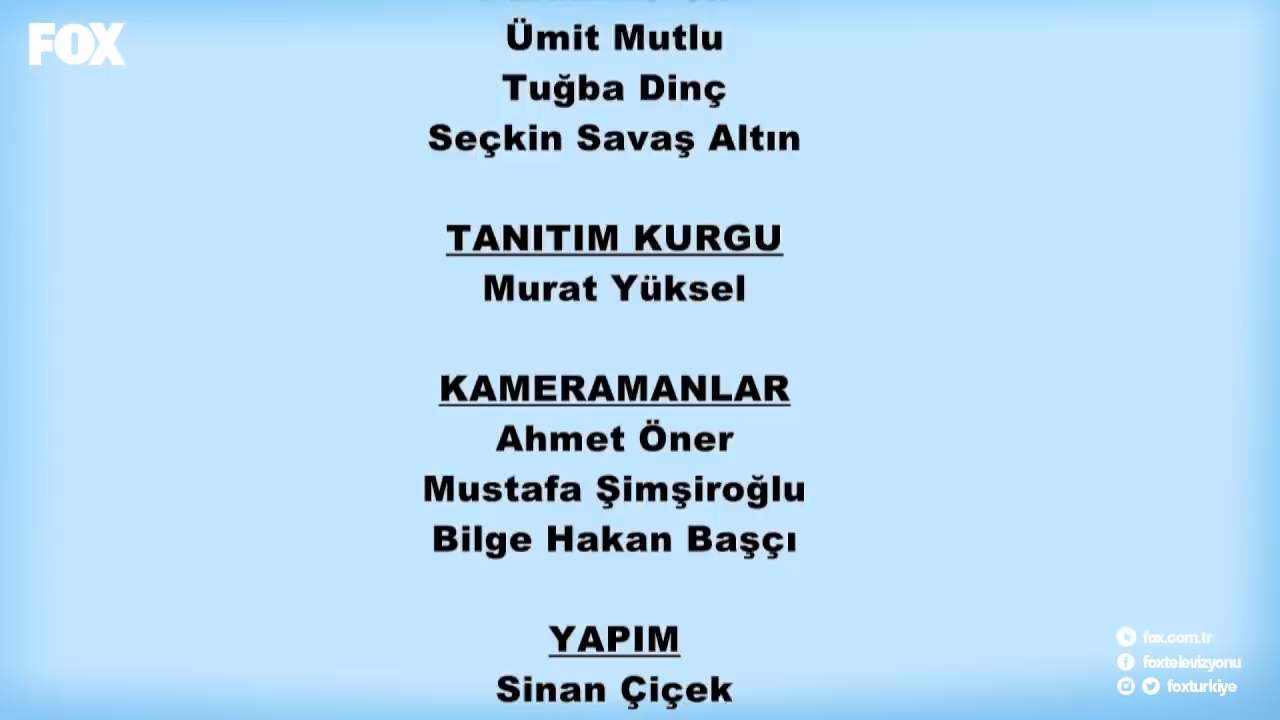 FOX
Ümit Mutlu
Tuğba Dinç
Seçkin Savaş Altın
TANITIM KURGU
Murat Yüksel
KAMERAMANLAR
Ahmet Öner
Mustafa Şimşiroğlu
Bilge Hakan Başçı
YAPIM
Sinan Çiçek
fox.com.tr
foxtelevizyonu
foxturkiye